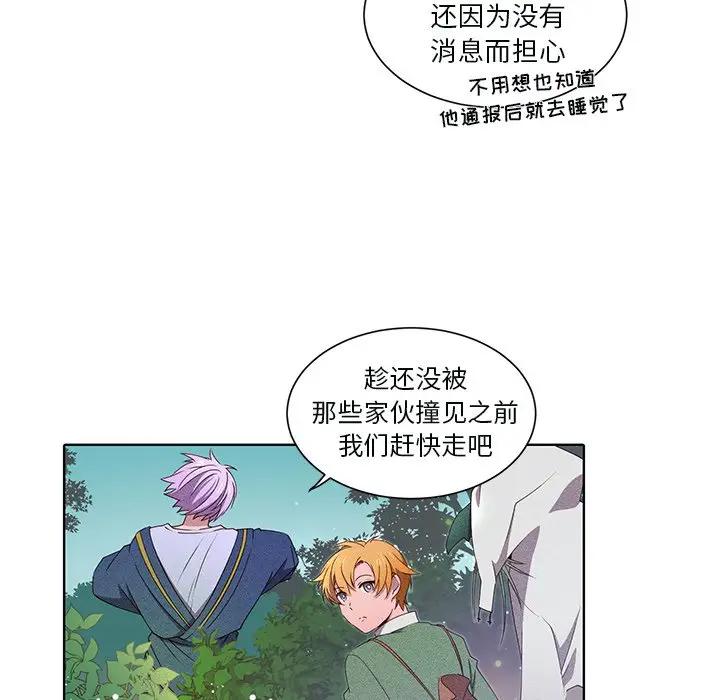 还因为没有
消息而担心
不用想也知道
他通报后就去睡觉了
趁还没被
那些家伙撞见之前
我们赶快走吧